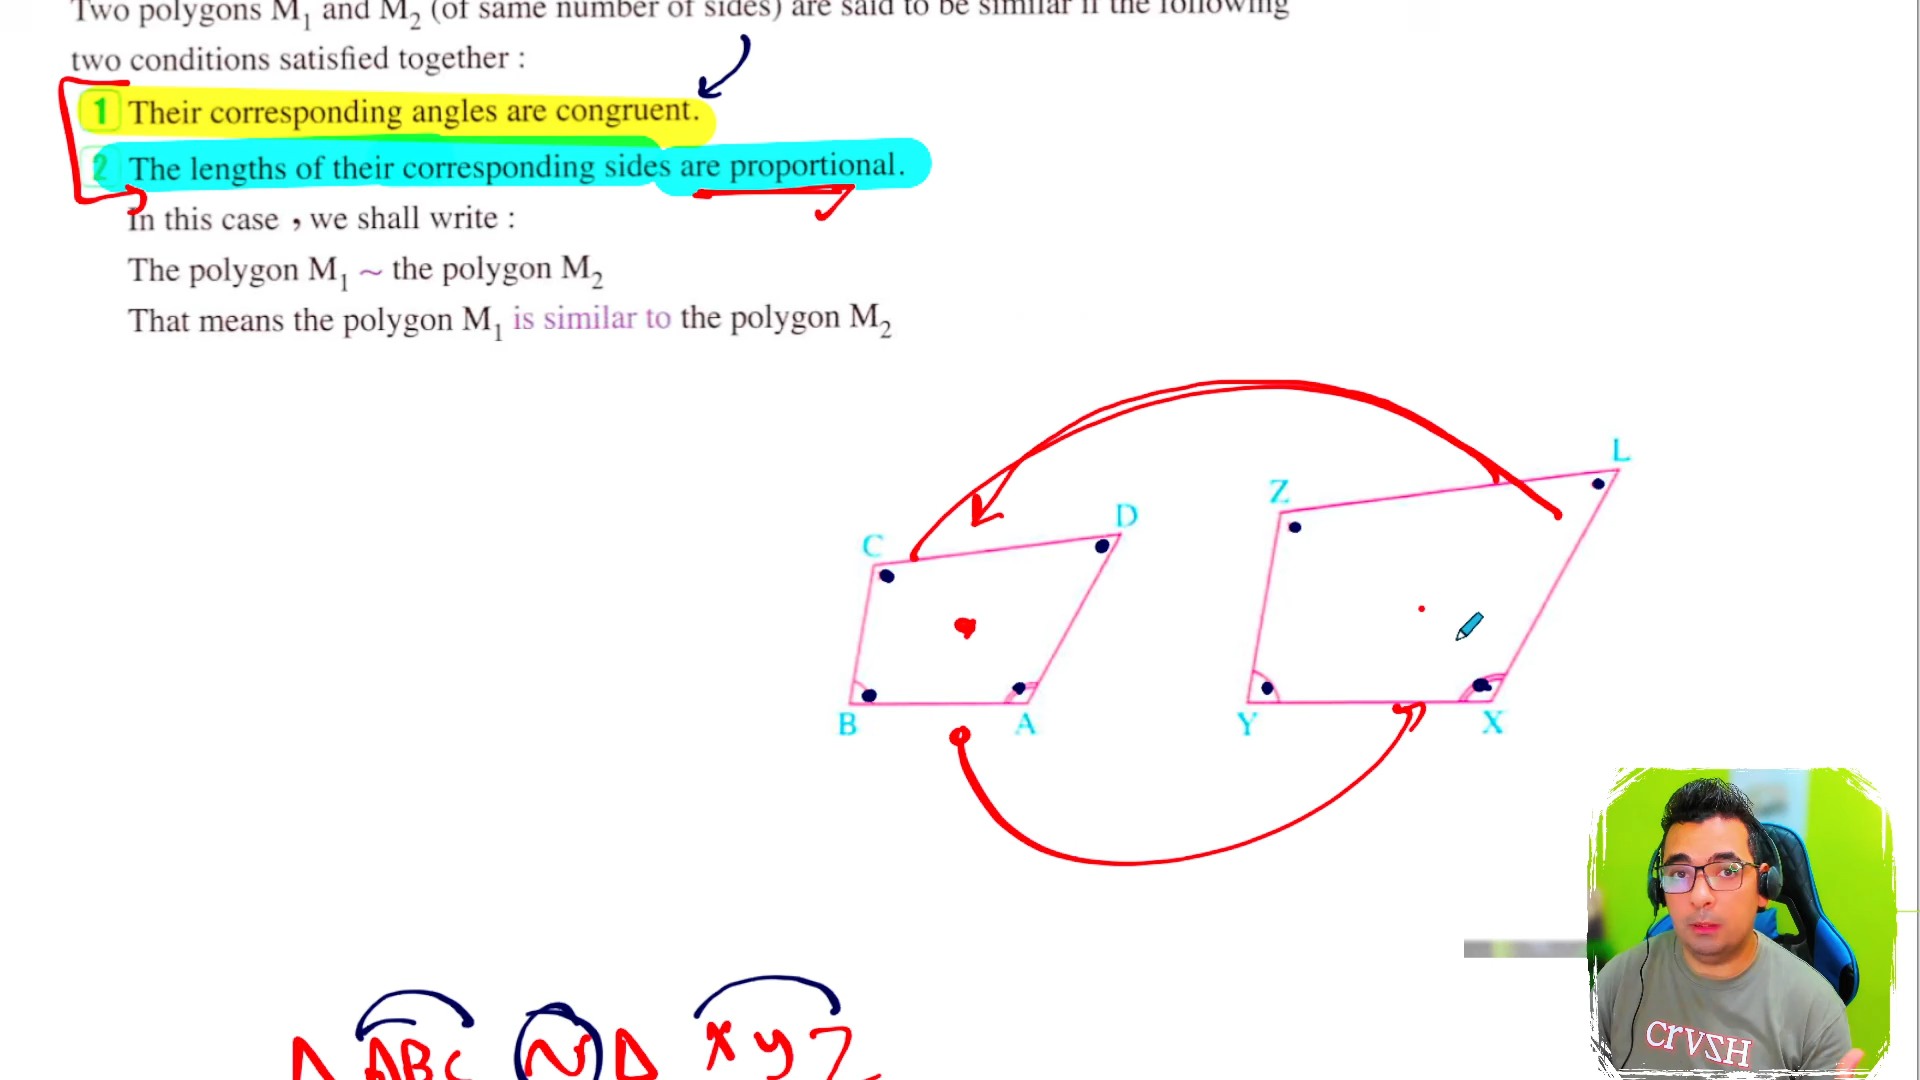 Two polygons M1 and M2 (of same number of sides) are said to be similar if the following
two conditions satisfied together :
1 Their corresponding angles are congruent.
2 The lengths of their corresponding sides are proportional.
In this case , we shall write :
The polygon M1 ~ the polygon M2
That means the polygon M1 is similar to the polygon M2
L
Z
D
C
B A Y X
Δ ABC ~ Δ xyz
crVSH